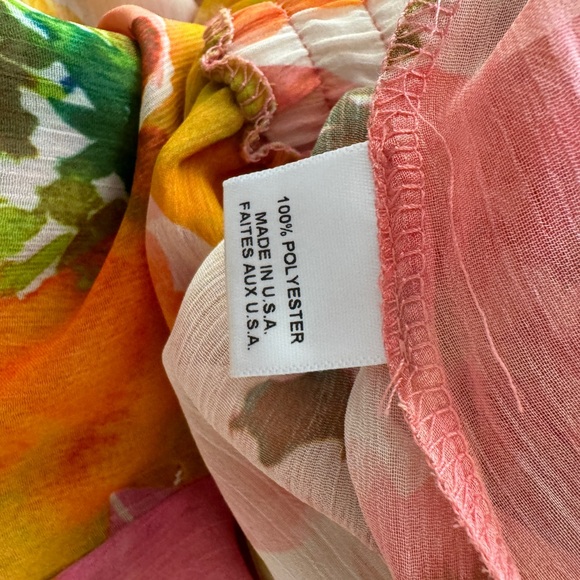 100% POLYESTER
MADE IN U.S.A.
FAITES AUX U.S.A.